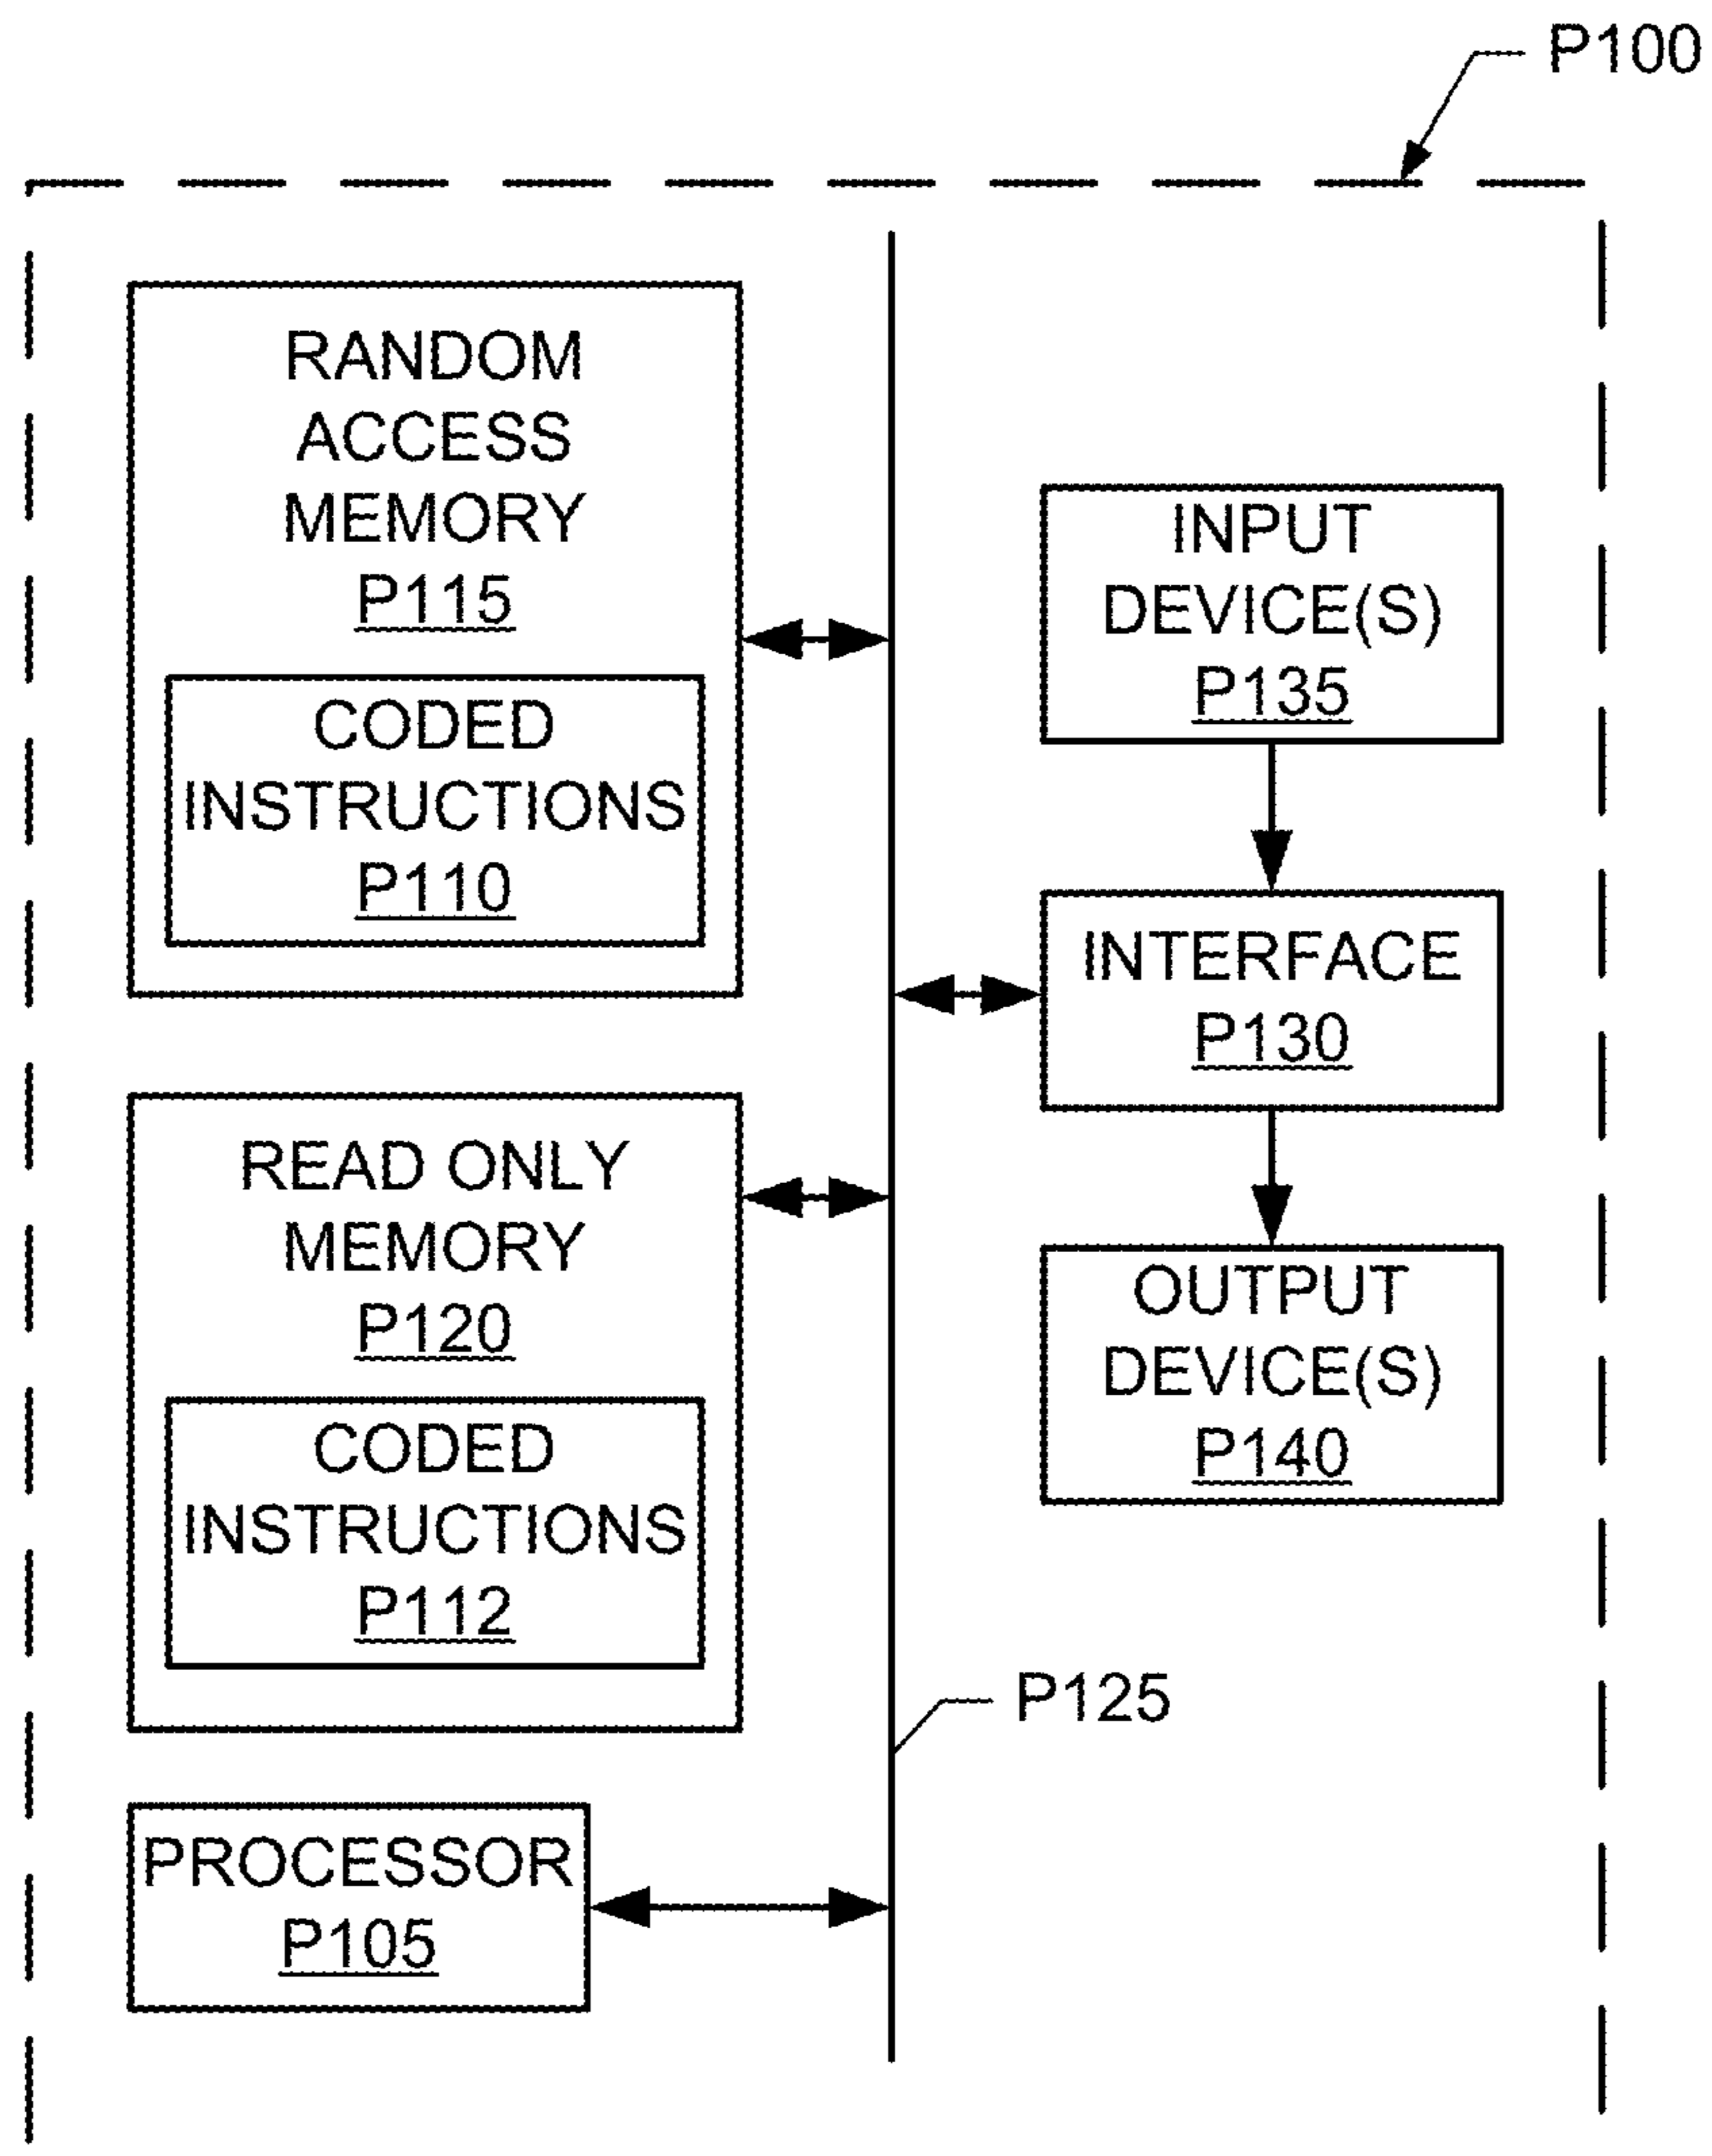 P100
RANDOM
ACCESS
MEMORY
P115
CODED
INSTRUCTIONS
P110
READ ONLY
MEMORY
P120
CODED
INSTRUCTIONS
P112
PROCESSOR
P105
INPUT
DEVICE(S)
P135
INTERFACE
P130
OUTPUT
DEVICE(S)
P140
P125